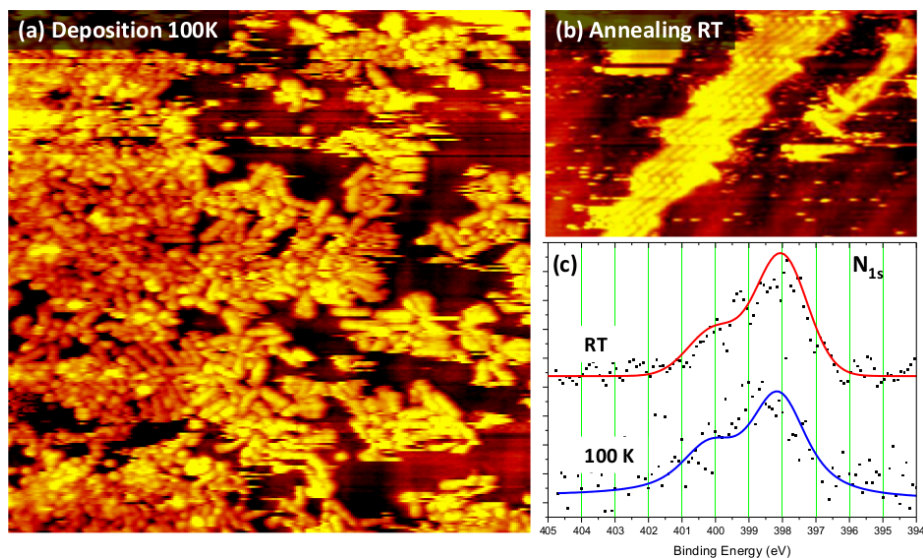 (a) Deposition 100K
(b) Annealing RT
(c)
N1s
RT
100 K
405 404 403 402 401 400 399 398 397 396 395 394
Binding Energy (eV)